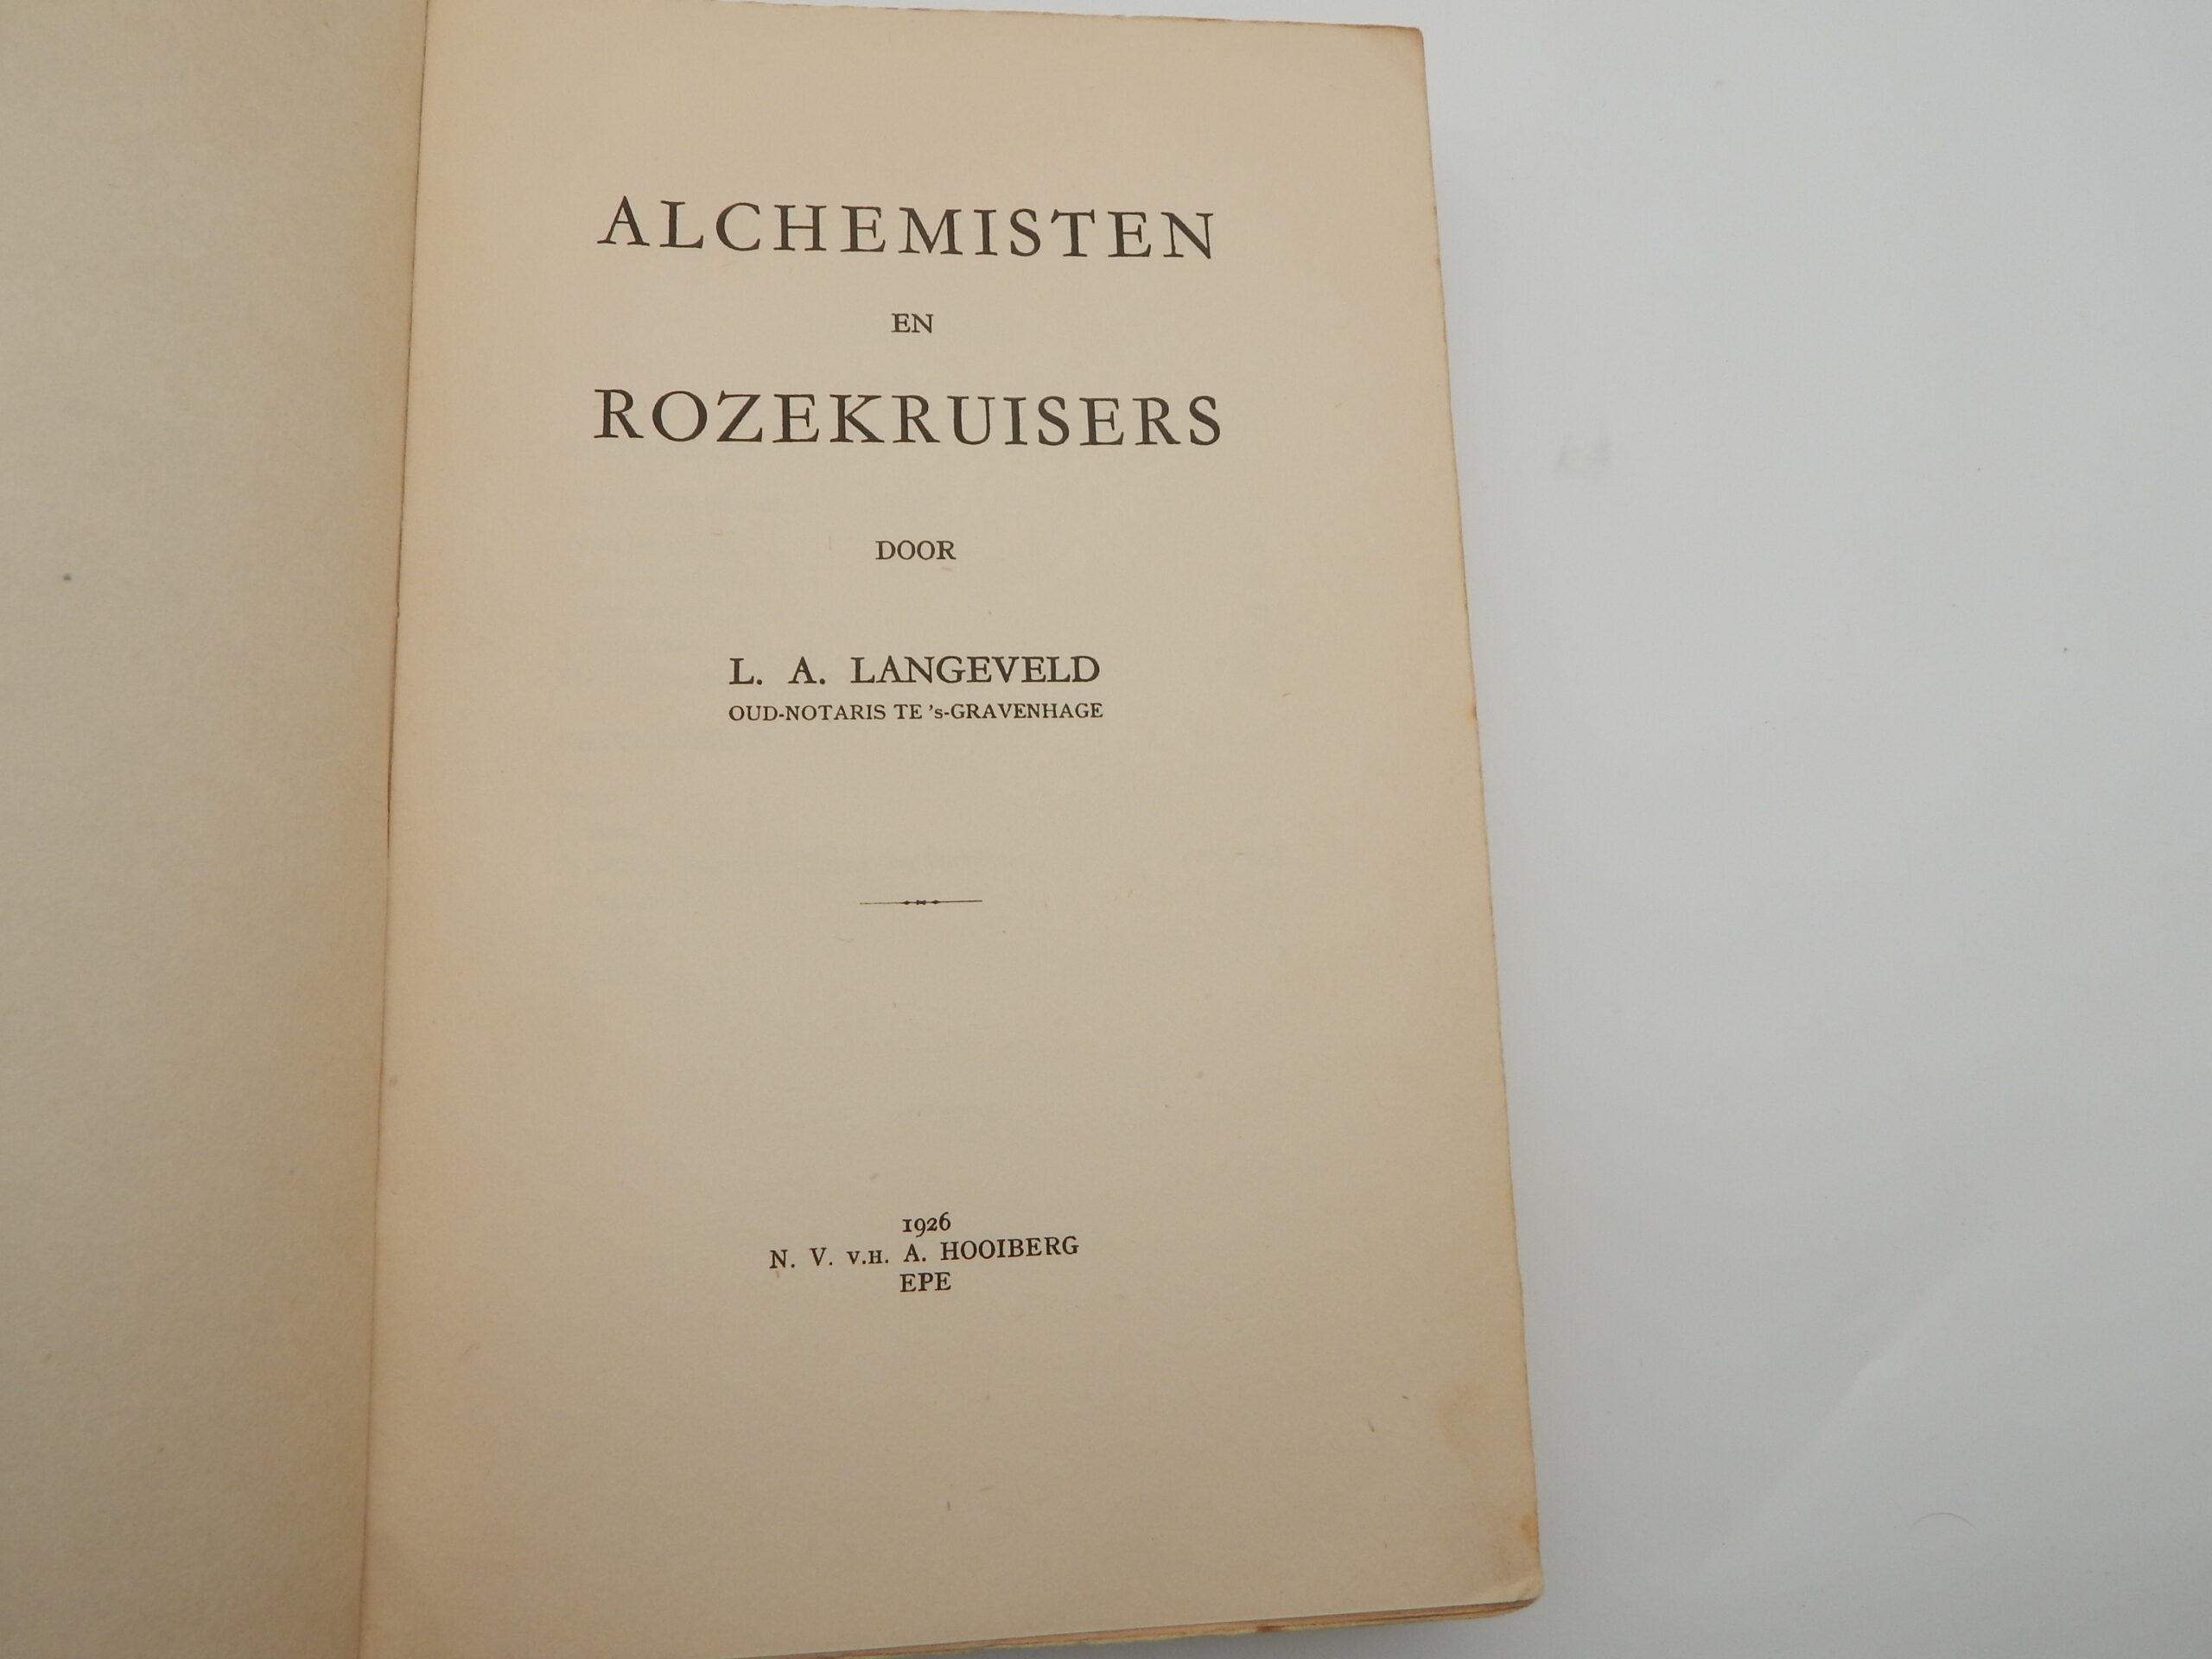 ALCHEMISTEN
EN
ROZEKRUISERS
DOOR
L. A. LANGEVELD
OUD-NOTARIS TE 's-GRAVENHAGE
1926
N. V. V.H. A. HOOIBERG
EPE